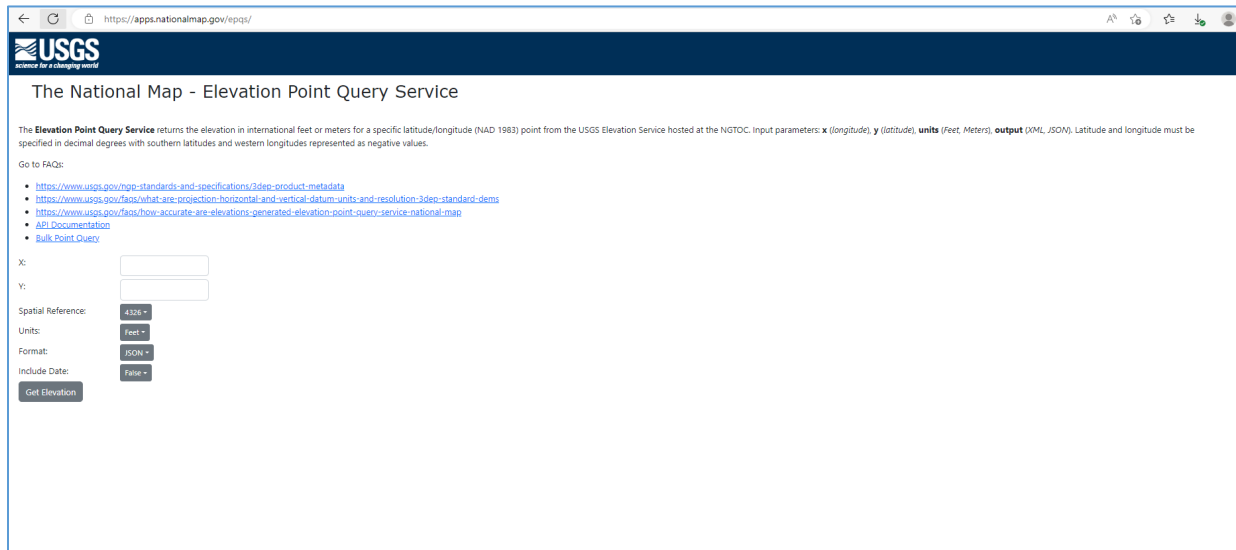 https://apps.nationalmap.gov/epqs/
USGS
science for a changing world
The National Map - Elevation Point Query Service
The Elevation Point Query Service returns the elevation in international feet or meters for a specific latitude/longitude (NAD 1983) point from the USGS Elevation Service hosted at the NGTOC. Input parameters: x (longitude), y (latitude), units (Feet, Meters), output (XML, JSON). Latitude and longitude must be
specified in decimal degrees with southern latitudes and western longitudes represented as negative values.
Go to FAQs:
https://www.usgs.gov/ngp-standards-and-specifications/3dep-product-metadata
https://www.usgs.gov/faqs/what-are-projection-horizontal-and-vertical-datum-units-and-resolution-3dep-standard-dems
https://www.usgs.gov/faqs/how-accurate-are-elevations-generated-elevation-point-query-service-national-map
API Documentation
Bulk Point Query
X:
Y:
Spatial Reference: 4326
Units: Feet
Format: JSON
Include Date: False
Get Elevation